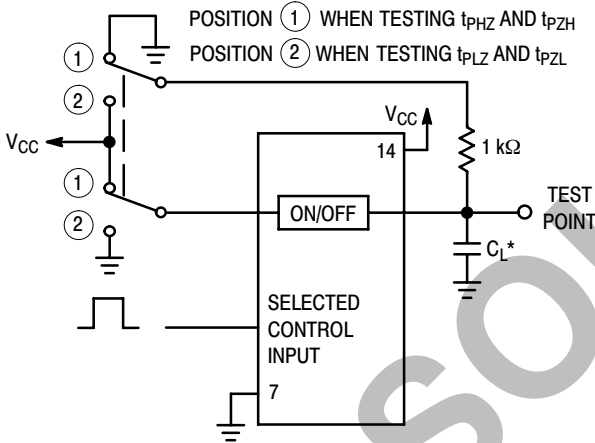 POSITION ① WHEN TESTING tPHZ AND tPZH
POSITION ② WHEN TESTING tPLZ AND tPZL
①
②
VCC
①
②
VCC
14
1 kΩ
ON/OFF
TEST
POINT
CL*
SELECTED
CONTROL
INPUT
7